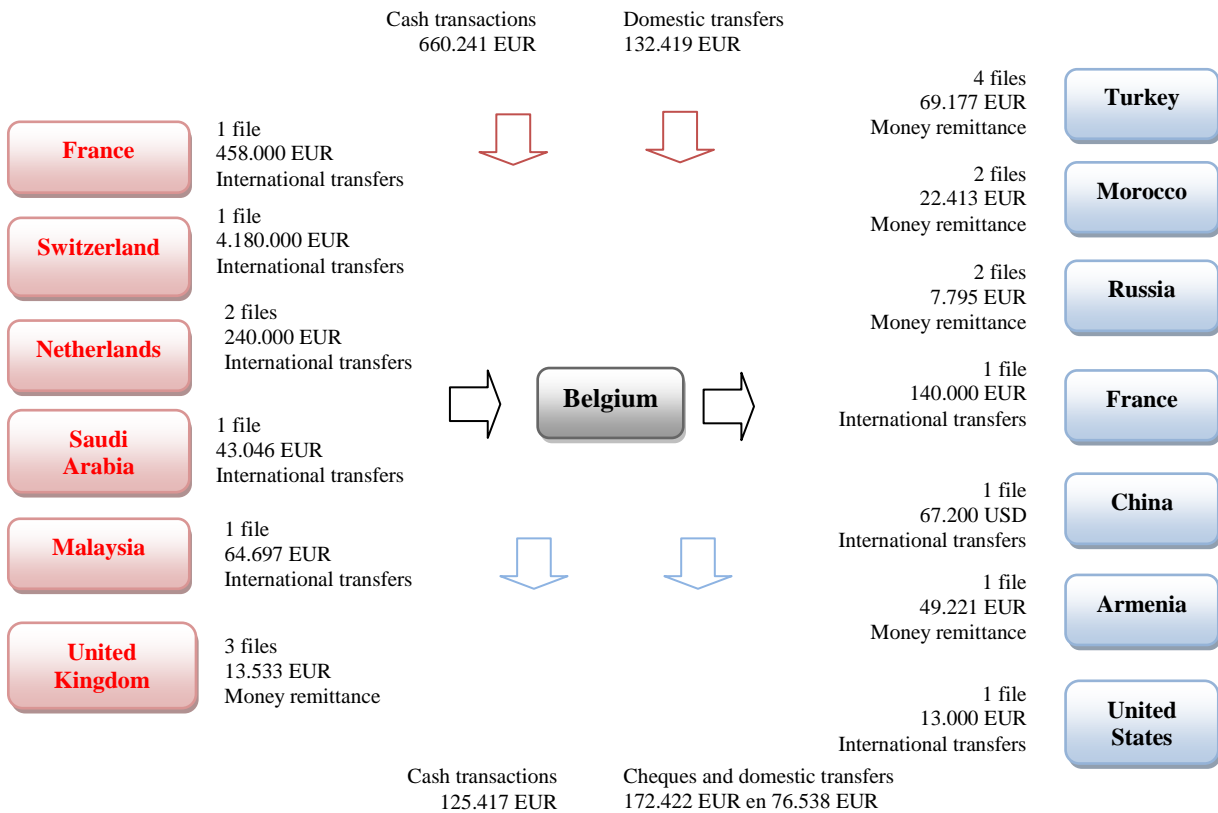 Cash transactions
660.241 EUR
Domestic transfers
132.419 EUR
France
1 file
458.000 EUR
International transfers
Switzerland
1 file
4.180.000 EUR
International transfers
Netherlands
2 files
240.000 EUR
International transfers
Saudi
Arabia
1 file
43.046 EUR
International transfers
Malaysia
1 file
64.697 EUR
International transfers
United
Kingdom
3 files
13.533 EUR
Money remittance
Belgium
4 files
69.177 EUR
Money remittance
Turkey
2 files
22.413 EUR
Money remittance
Morocco
2 files
7.795 EUR
Money remittance
Russia
1 file
140.000 EUR
International transfers
France
1 file
67.200 USD
International transfers
China
1 file
49.221 EUR
Money remittance
Armenia
1 file
13.000 EUR
International transfers
United
States
Cash transactions
125.417 EUR
Cheques and domestic transfers
172.422 EUR en 76.538 EUR